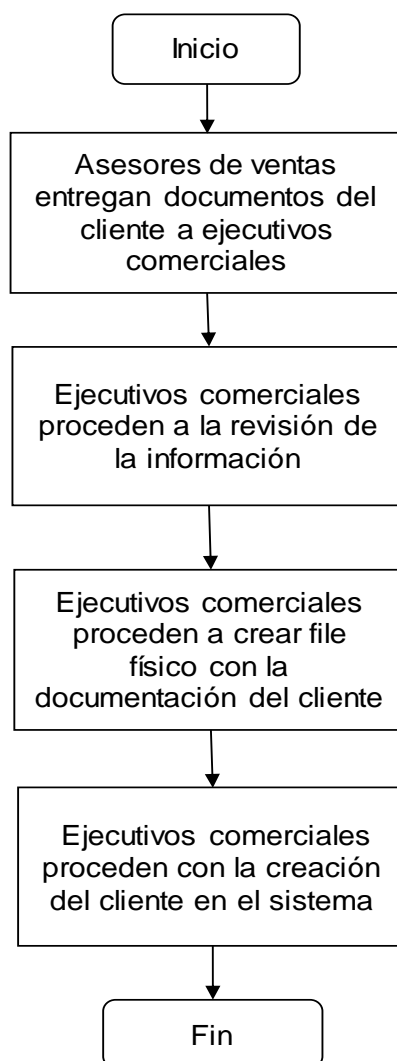 Inicio
Asesores de ventas
entregan documentos del
cliente a ejecutivos
comerciales
Ejecutivos comerciales
proceden a la revisión de
la información
Ejecutivos comerciales
proceden a crear file
físico con la
documentación del cliente
Ejecutivos comerciales
proceden con la creación
del cliente en el sistema
Fin